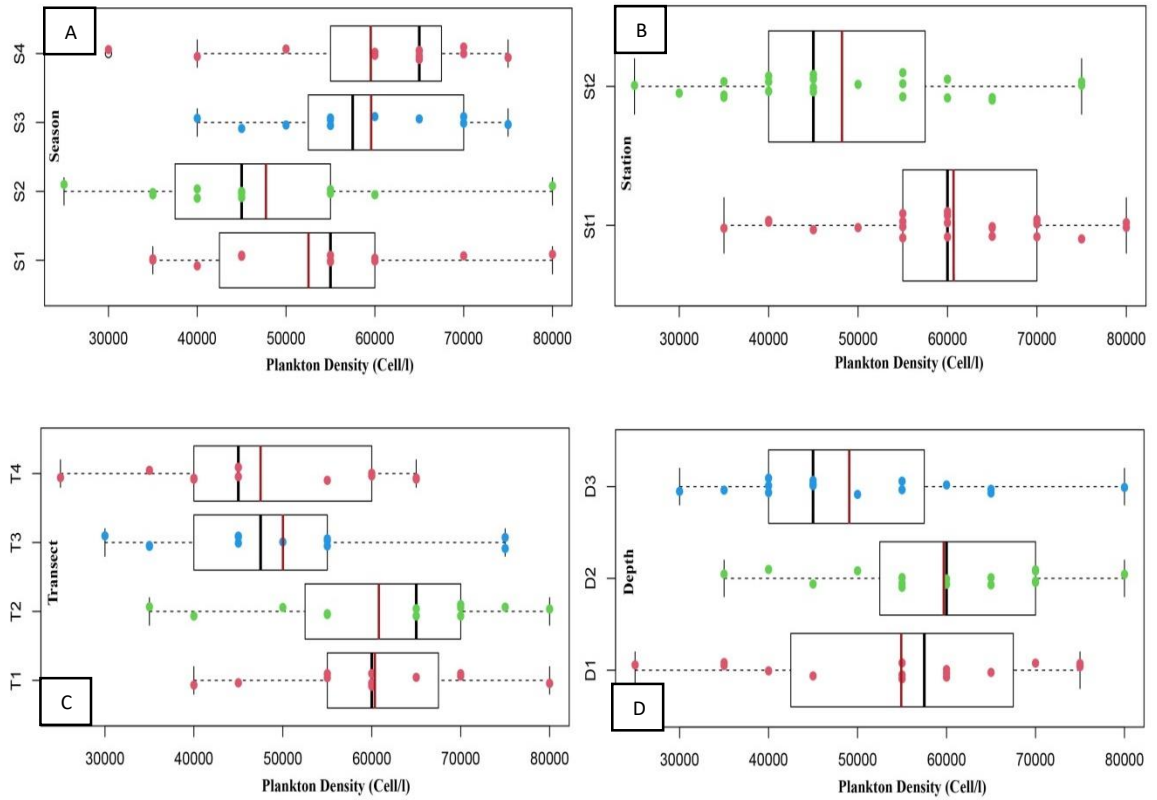 A
S4
S3
S2
S1
Season
30000 40000 50000 60000 70000 80000
Plankton Density (Cell/l)
B
St2
St1
Station
30000 40000 50000 60000 70000 80000
Plankton Density (Cell/l)
T4
T3
T2
T1
Transect
C
30000 40000 50000 60000 70000 80000
Plankton Density (Cell/l)
D3
D2
D1
Depth
D
30000 40000 50000 60000 70000 80000
Plankton Density (Cell/l)